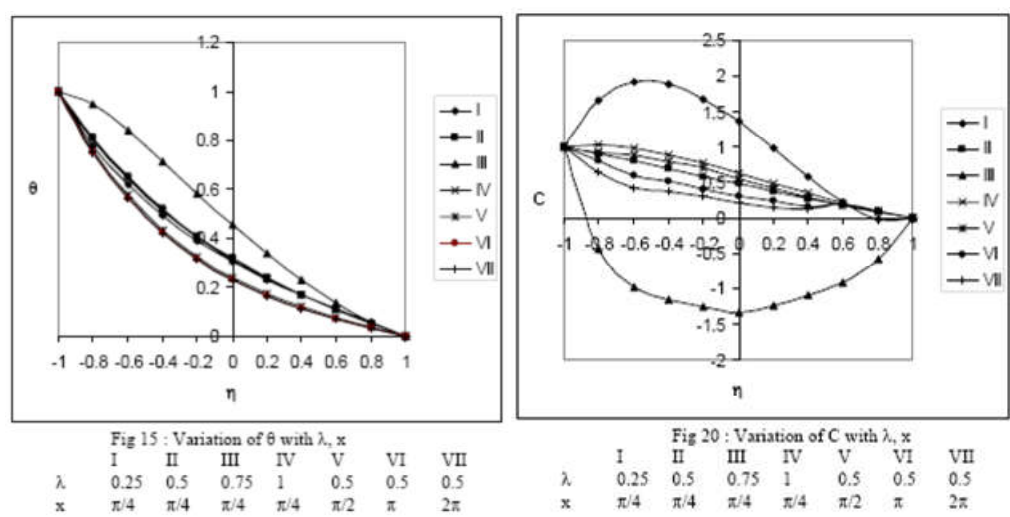 1.2
1
0.8
0.6
0.4
0.2
0
-1 -0.8 -0.6 -0.4 -0.2 0 0.2 0.4 0.6 0.8 1
θ
η
I
II
III
IV
V
VI
VII
Fig 15 : Variation of θ with λ, x
I II III IV V VI VII
λ 0.25 0.5 0.75 1 0.5 0.5 0.5
x π/4 π/4 π/4 π/4 π/2 π 2π
2.5
2
1.5
1
0.5
0
-0.5
-1
-1.5
-2
-1 -0.8 -0.6 -0.4 -0.2 0 0.2 0.4 0.6 0.8 1
C
η
I
II
III
IV
V
VI
VII
Fig 20 : Variation of C with λ, x
I II III IV V VI VII
λ 0.25 0.5 0.75 1 0.5 0.5 0.5
x π/4 π/4 π/4 π/4 π/2 π 2π